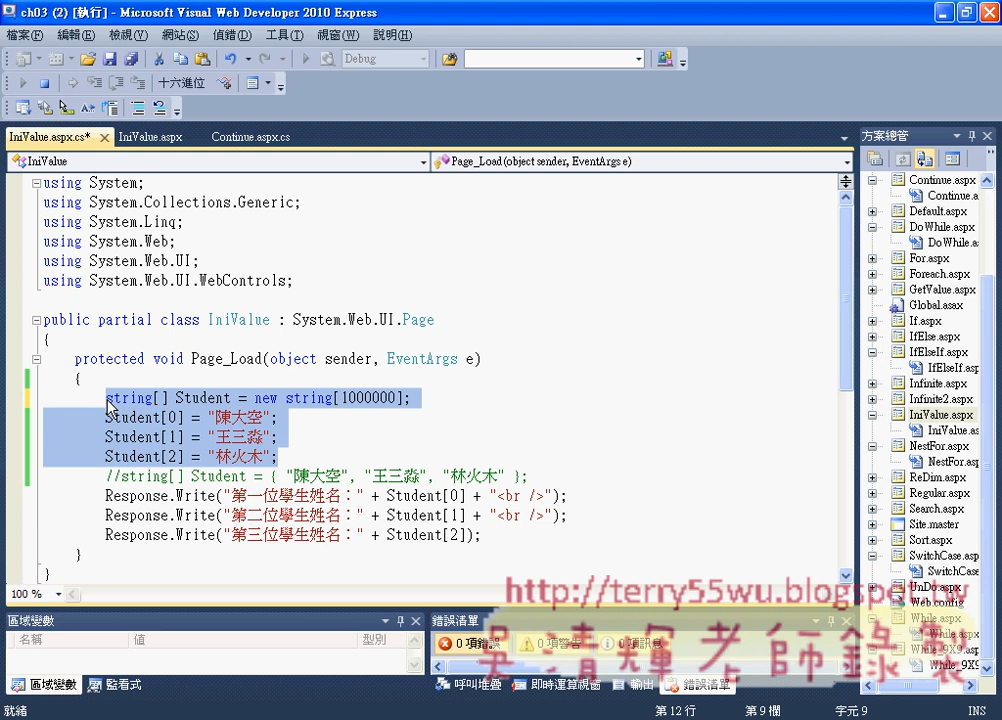 ch03 (2) [執行] - Microsoft Visual Web Developer 2010 Express
檔案(F) 編輯(E) 檢視(V) 網站(S) 偵錯(D) 工具(T) 視窗(W) 說明(H)
Debug
十六進位
IniValue.aspx.cs* IniValue.aspx Continue.aspx.cs
IniValue
Page_Load(object sender, EventArgs e)
using System;
using System.Collections.Generic;
using System.Linq;
using System.Web;
using System.Web.UI;
using System.Web.UI.WebControls;
public partial class IniValue : System.Web.UI.Page
{
protected void Page_Load(object sender, EventArgs e)
{
string[] Student = new string[1000000];
Student[0] = "陳大空";
Student[1] = "王三淼";
Student[2] = "林火木";
//string[] Student = { "陳大空", "王三淼", "林火木" };
Response.Write("第一位學生姓名：" + Student[0] + "<br />");
Response.Write("第二位學生姓名：" + Student[1] + "<br />");
Response.Write("第三位學生姓名：" + Student[2]);
}
}
100 %
方案總管
Continue.aspx
Continue.a
Default.aspx
DoWhile.aspx
DoWhile.a
For.aspx
Foreach.aspx
GetValue.aspx
Global.asax
If.aspx
IfElse.aspx
IfElseIf.aspx
IfElseIf.asp
Infinite.aspx
Infinite2.aspx
IniValue.aspx
IniValue.as
NestFor.aspx
NestFor.asp
ReDim.aspx
Regular.aspx
Search.aspx
Site.master
Sort.aspx
SwitchCase.asp
SwitchCase
UnDo.aspx
Web.config
While.aspx
While.aspx
While_9X9.asp
While_9X9
區域變數
名稱 值 型別
區域變數 監看式
錯誤清單
0 項錯誤 0 項警告 0 項訊息
呼叫堆疊 即時運算視窗 輸出 錯誤清單
http://terry55wu.blogspot.tw
吳清輝老師錄製
就緒 第 12 行 第 9 欄 字元 9 INS